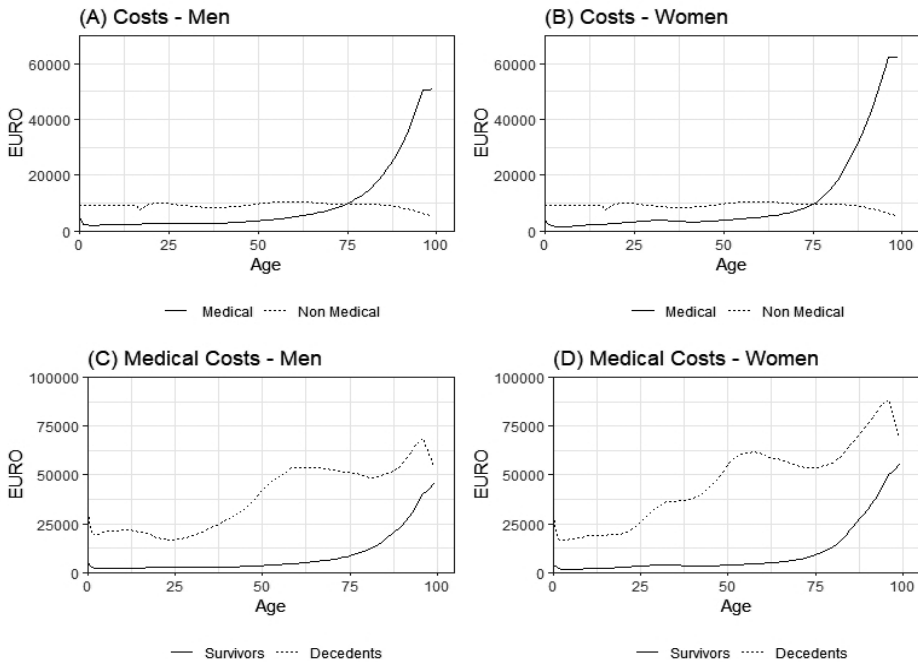 (A) Costs - Men
60000
40000
20000
0
EURO
0 25 50 75 100
Age
Medical Non Medical
(B) Costs - Women
60000
40000
20000
0
EURO
0 25 50 75 100
Age
Medical Non Medical
(C) Medical Costs - Men
100000
75000
50000
25000
0
EURO
0 25 50 75 100
Age
Survivors Decedents
(D) Medical Costs - Women
100000
75000
50000
25000
0
EURO
0 25 50 75 100
Age
Survivors Decedents